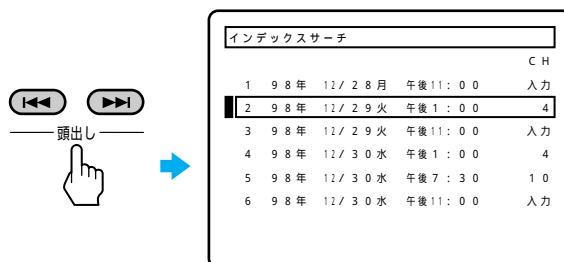 インデックスサーチ
CH
1 98年 12/28月 午後11:00 入力
2 98年 12/29火 午後1:00 4
3 98年 12/29火 午後11:00 入力
4 98年 12/30水 午後1:00 4
5 98年 12/30水 午後7:30 10
6 98年 12/30水 午後11:00 入力
頭出し